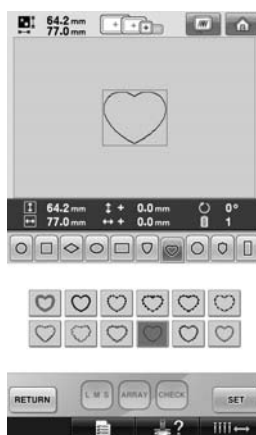 64.2 mm
77.0 mm
64.2 mm + 0.0 mm 0°
77.0 mm + 0.0 mm 1
L M S ARRAY CHECK
RETURN SET
?